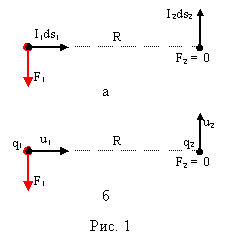 I₁ds₁ R I₂ds₂
F₁ F₂ = 0
а
q₁ u₁ R q₂ u₂
F₁ F₂ = 0
б
Рис. 1